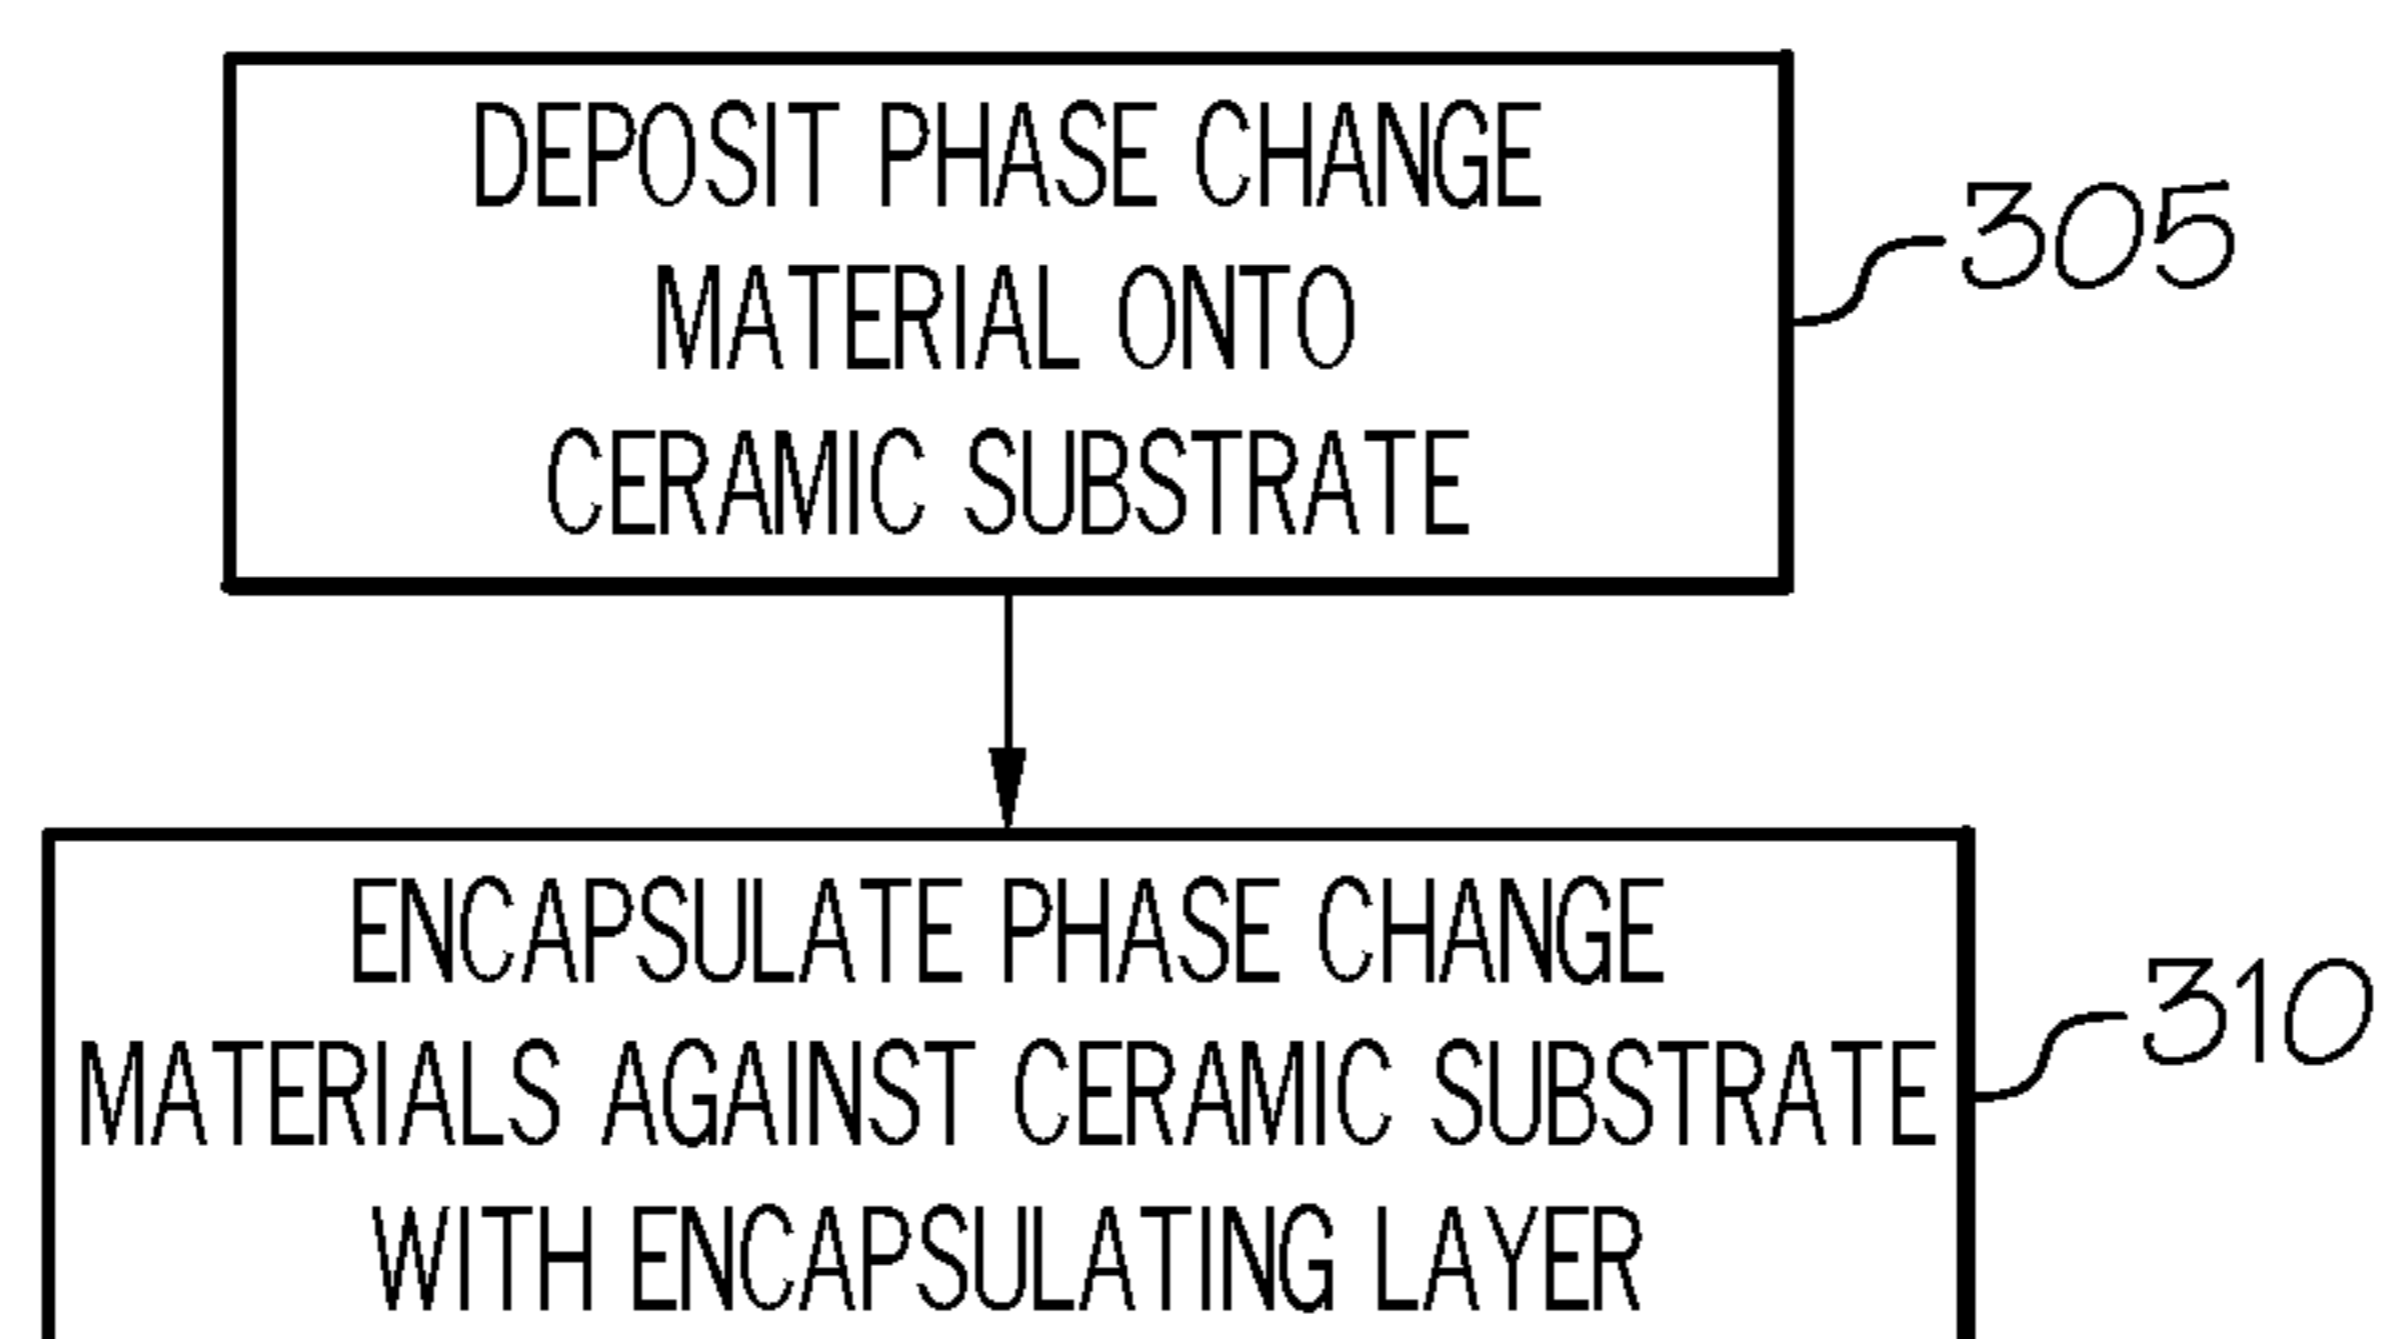 DEPOSIT PHASE CHANGE
MATERIAL ONTO
CERAMIC SUBSTRATE
305
ENCAPSULATE PHASE CHANGE
MATERIALS AGAINST CERAMIC SUBSTRATE
WITH ENCAPSULATING LAYER
310